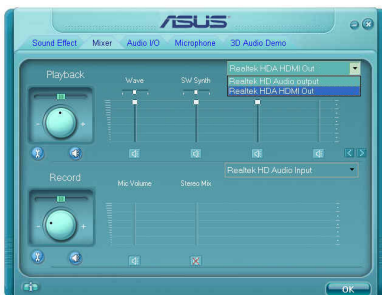 ASUS
Sound Effect Mixer Audio I/O Microphone 3D Audio Demo
Playback
Realtek HDA HDMI Out
Realtek HD Audio output
Realtek HDA HDMI Out
Wave SW Synth
Record
Realtek HD Audio Input
Mic Volume Stereo Mix
OK